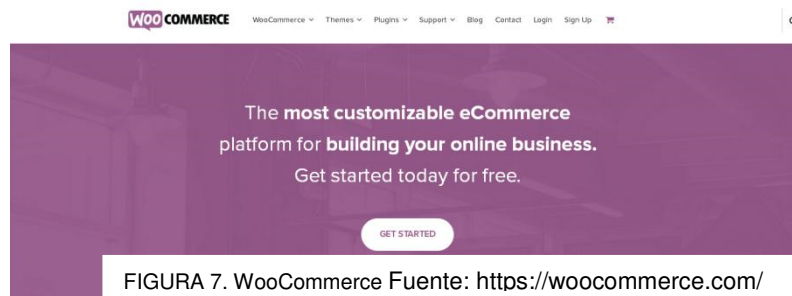 WOO COMMERCE WooCommerce Themes Plugins Support Blog Contact Login Sign Up
The most customizable eCommerce
platform for building your online business.
Get started today for free.
GET STARTED
FIGURA 7. WooCommerce Fuente: https://woocommerce.com/